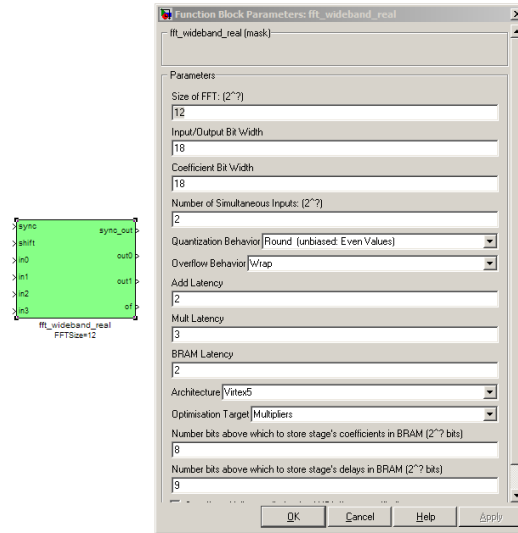 Function Block Parameters: fft_wideband_real
fft_wideband_real (mask)
Parameters
Size of FFT: (2^?)
12
Input/Output Bit Width
18
Coefficient Bit Width
18
Number of Simultaneous Inputs: (2^?)
2
Quantization Behavior Round (unbiased: Even Values)
Overflow Behavior Wrap
Add Latency
2
Mult Latency
3
BRAM Latency
2
Architecture Virtex5
Optimisation Target Multipliers
Number bits above which to store stage's coefficients in BRAM (2^? bits)
8
Number bits above which to store stage's delays in BRAM (2^? bits)
9
OK Cancel Help Apply
sync sync_out
shift
in0 out0
in1 out1
in2
in3 of
fft_wideband_real
FFTSize=12